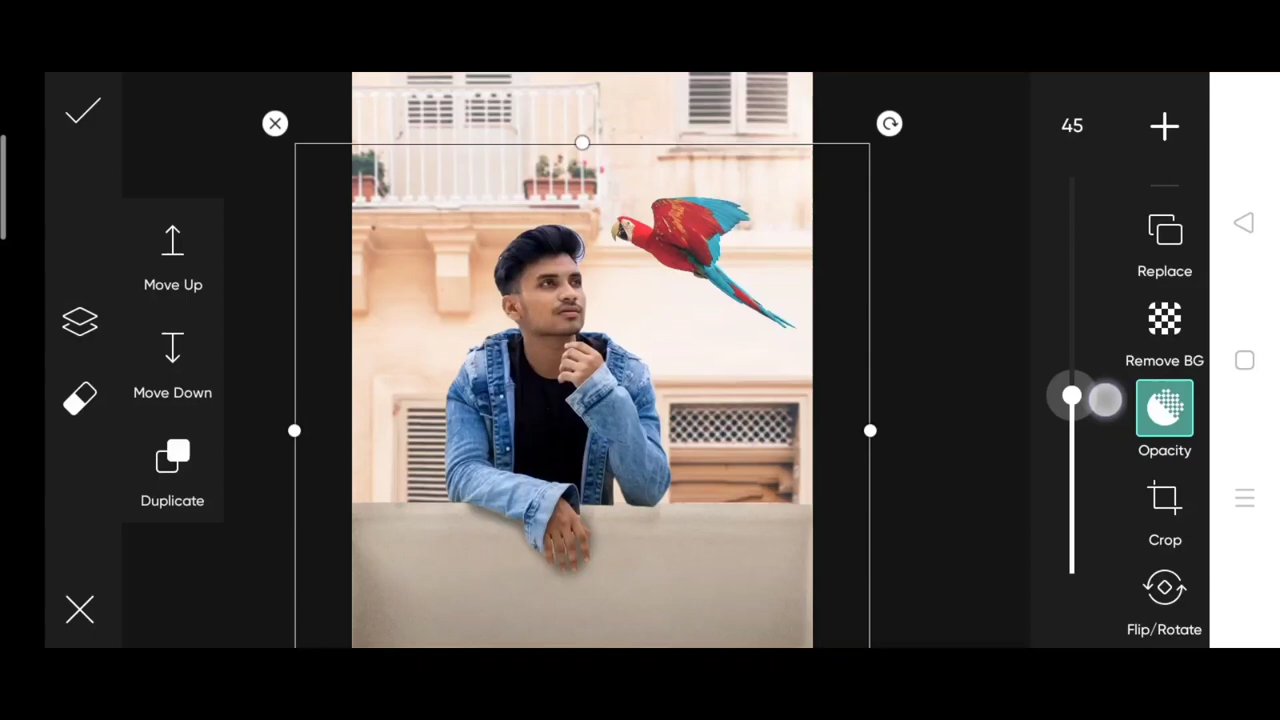 45
Move Up
Replace
Move Down
Remove BG
Opacity
Duplicate
Crop
Flip/Rotate